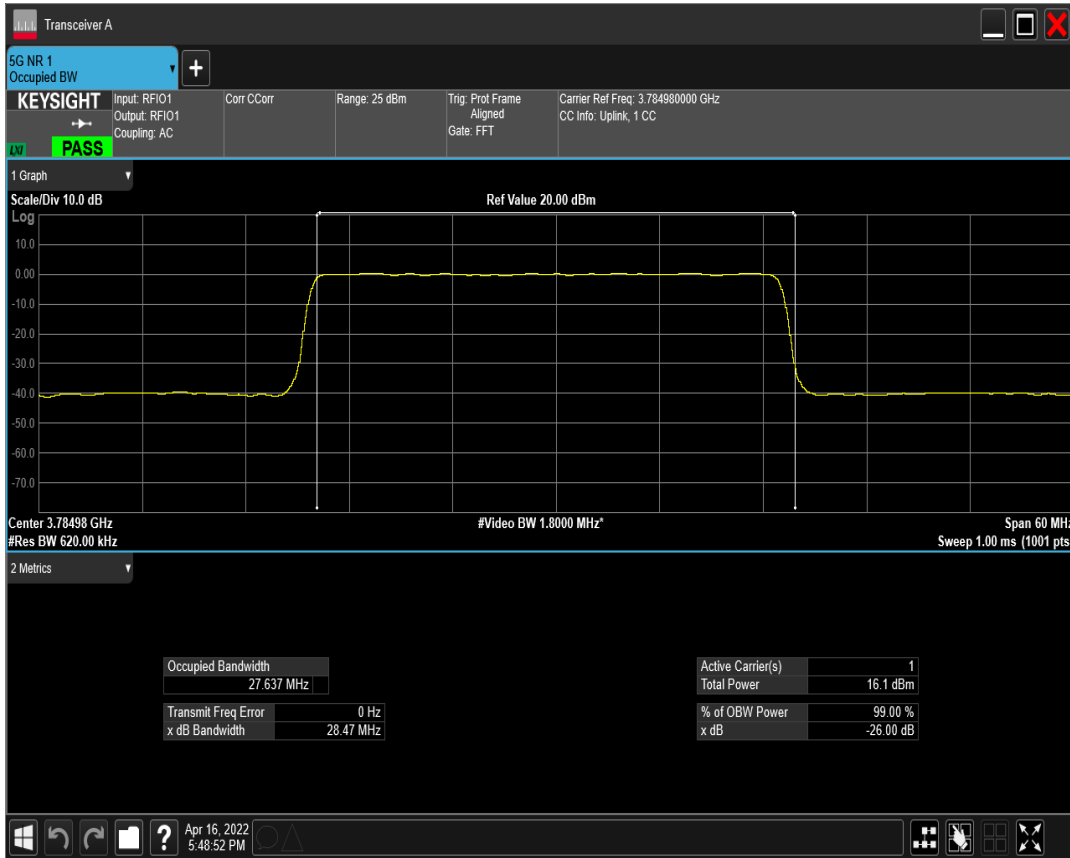 Transceiver A
5G NR 1
Occupied BW
+
KEYSIGHT
LXI
PASS
Input: RFIO1
Output: RFIO1
Coupling: AC
Corr CCorr
Range: 25 dBm
Trig: Prot Frame
Aligned
Gate: FFT
Carrier Ref Freq: 3.784980000 GHz
CC Info: Uplink, 1 CC
1 Graph
Scale/Div 10.0 dB
Ref Value 20.00 dBm
Log
10.0
0.00
-10.0
-20.0
-30.0
-40.0
-50.0
-60.0
-70.0
Center 3.78498 GHz
#Video BW 1.8000 MHz*
Span 60 MHz
#Res BW 620.00 kHz
Sweep 1.00 ms (1001 pts
2 Metrics
Occupied Bandwidth
27.637 MHz
Transmit Freq Error 0 Hz
x dB Bandwidth 28.47 MHz
Active Carrier(s) 1
Total Power 16.1 dBm
% of OBW Power 99.00 %
x dB -26.00 dB
?
Apr 16, 2022
5:48:52 PM